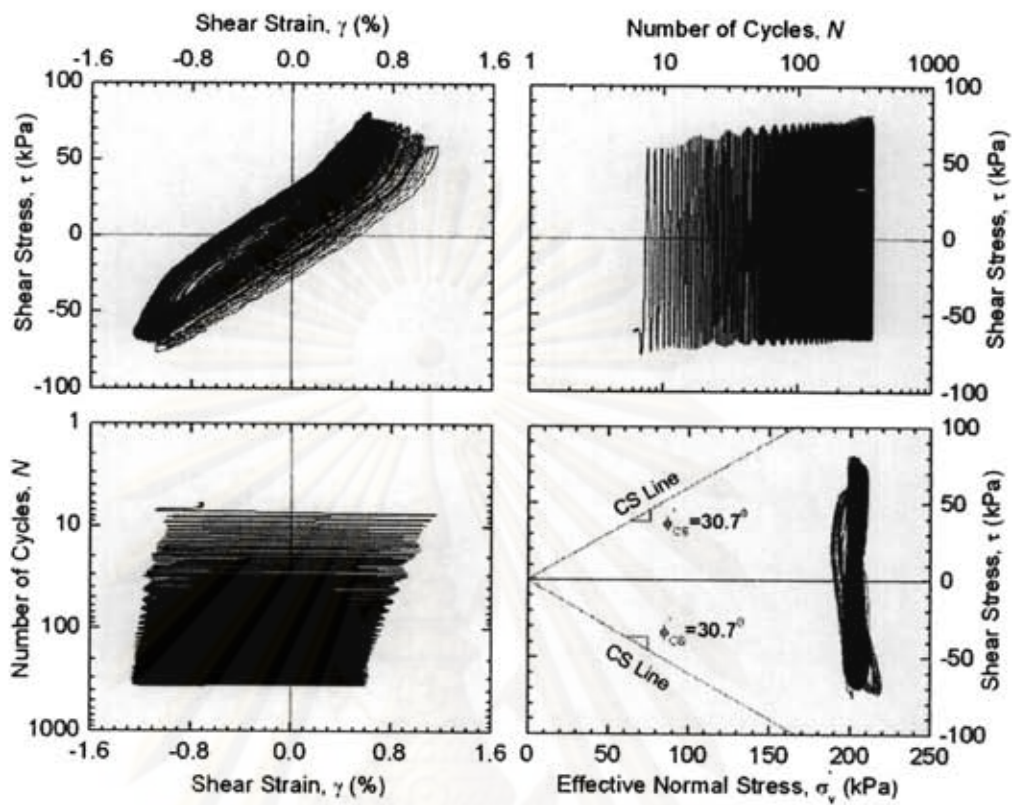 Shear Strain, γ (%)
-1.6 -0.8 0.0 0.8 1.6
Number of Cycles, N
1 10 100 1000
100
50
0
-50
-100
Shear Stress, τ (kPa)
100
50
0
-50
-100
Shear Stress, τ (kPa)
1
10
100
1000
Number of Cycles, N
-1.6 -0.8 0.0 0.8 1.6
Shear Strain, γ (%)
CS Line
ϕ'CS=30.7⁰
ϕ'CS=30.7⁰
CS Line
100
50
0
-50
-100
Shear Stress, τ (kPa)
0 50 100 150 200 250
Effective Normal Stress, σ'v (kPa)